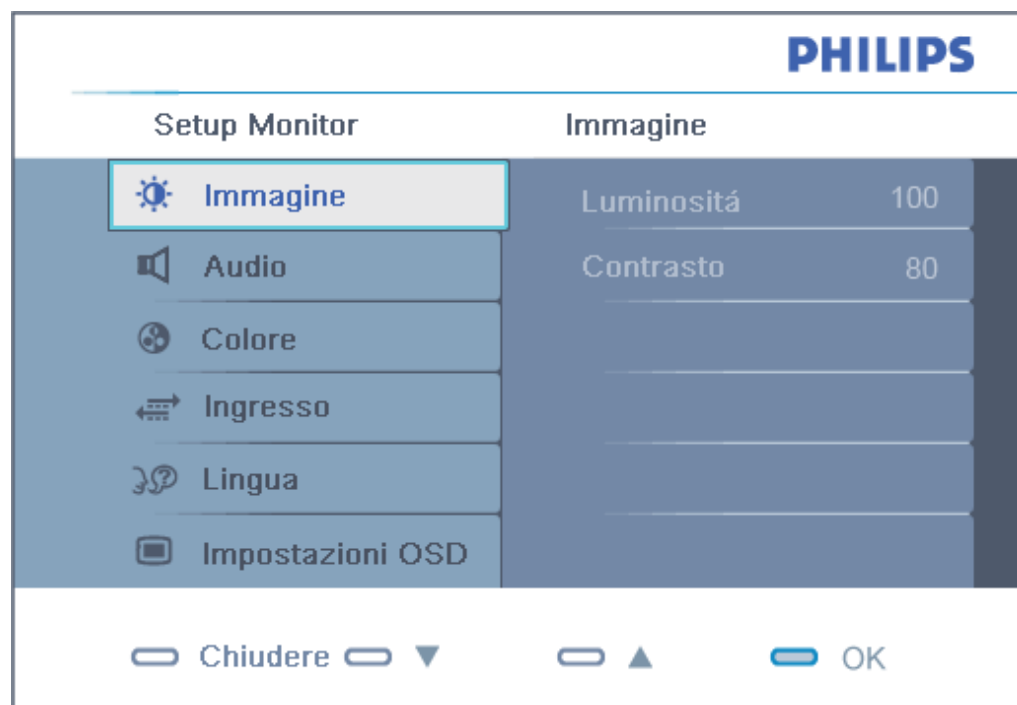 PHILIPS
Setup Monitor Immagine
Immagine Luminositá 100
Audio Contrasto 80
Colore
Ingresso
Lingua
Impostazioni OSD
Chiudere ▼ ▲ OK